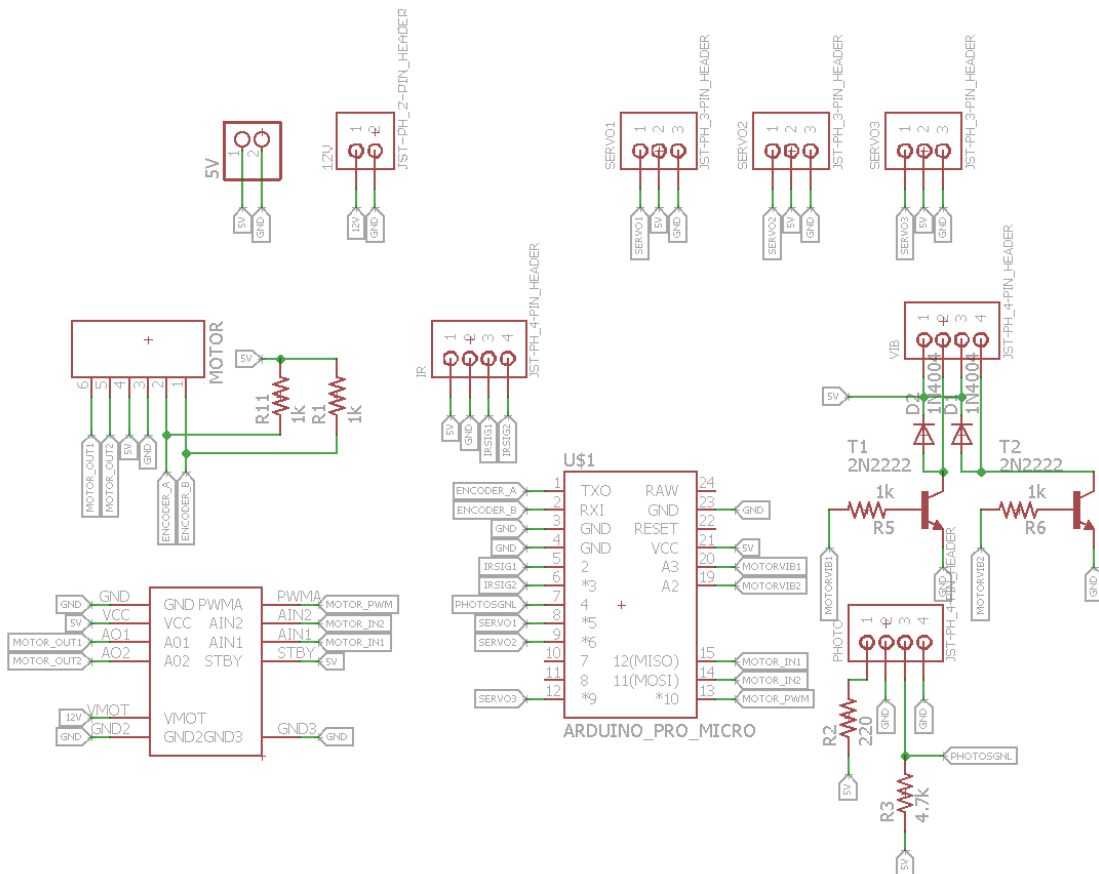 5V
1
2
5V
GND
12V
1
2
JST-PH_2-PIN_HEADER
12V
GND
SERVO1
1
2
3
JST-PH_3-PIN_HEADER
SERVO1
5V
GND
SERVO2
1
2
3
JST-PH_3-PIN_HEADER
SERVO2
5V
GND
SERVO3
1
2
3
JST-PH_3-PIN_HEADER
SERVO3
5V
GND
MOTOR
6
5
4
3
2
1
MOTOR_OUT1
MOTOR_OUT2
5V
GND
ENCODER_A
ENCODER_B
5V
R11
1k
R1
1k
IR
1
2
3
4
JST-PH_4-PIN_HEADER
5V
GND
IRSIG1
IRSIG2
VIB
1
2
3
4
JST-PH_4-PIN_HEADER
5V
D2
1N4004
D1
1N4004
T1
2N2222
1k
R5
MOTORVIB1
GND
T2
2N2222
1k
R6
MOTORVIB2
GND
U$1
ENCODER_A 1 TXO RAW 24
ENCODER_B 2 RXI GND 23 GND
GND 3 GND RESET 22
GND 4 GND VCC 21 5V
IRSIG1 5 2 A3 20 MOTORVIB1
IRSIG2 6 *3 A2 19 MOTORVIB2
PHOTOSGNL 7 4
SERVO1 8 *5
SERVO2 9 *6
10 7 12(MISO) 15 MOTOR_IN1
11 8 11(MOSI) 14 MOTOR_IN2
SERVO3 12 *9 *10 13 MOTOR_PWM
ARDUINO_PRO_MICRO
GND GND GND PWMA PWMA MOTOR_PWM
5V VCC VCC AIN2 AIN2 MOTOR_IN2
MOTOR_OUT1 AO1 A01 AIN1 AIN1 MOTOR_IN1
MOTOR_OUT2 AO2 A02 STBY STBY 5V
12V VMOT VMOT
GND GND2 GND2GND3 GND3 GND
PHOTO
1
2
3
4
JST-PH_4-PIN_HEADER
R2
220
5V
GND
GND
PHOTOSGNL
R3
4.7k
5V